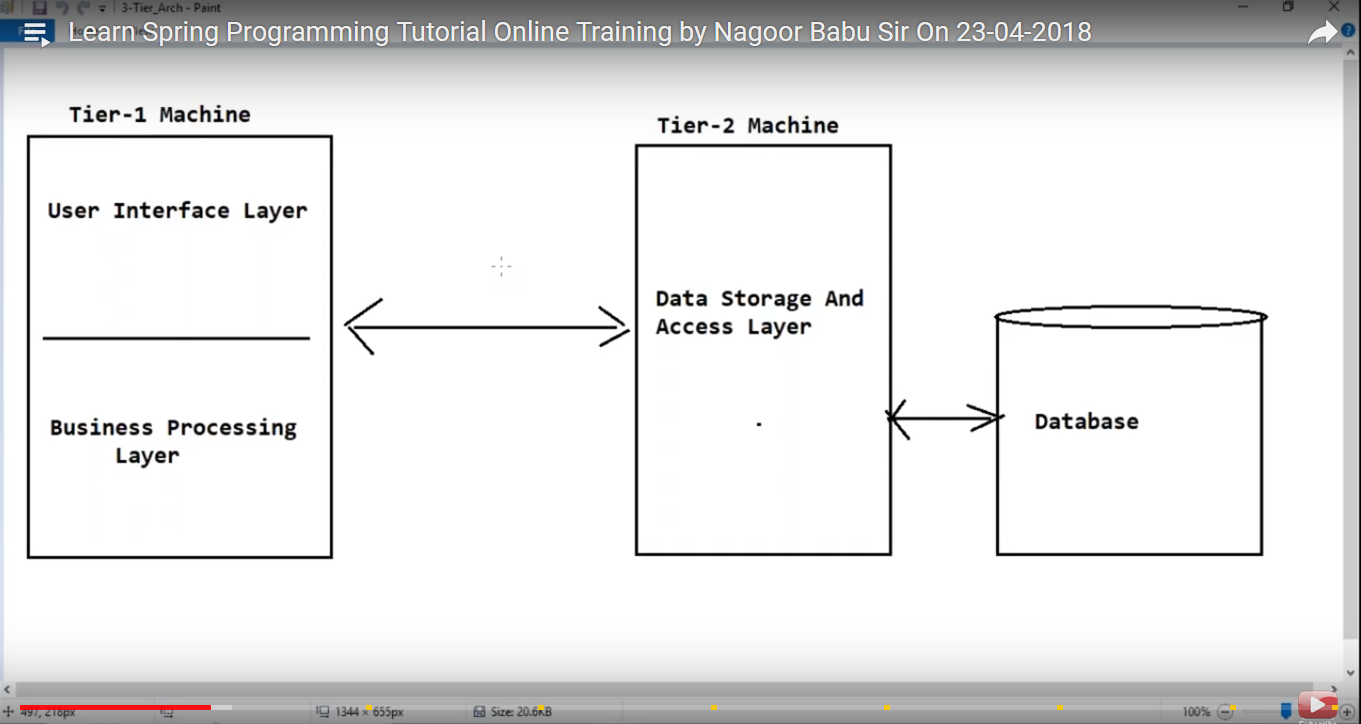 3-Tier_Arch - Paint
Learn Spring Programming Tutorial Online Training by Nagoor Babu Sir On 23-04-2018
Tier-1 Machine
Tier-2 Machine
User Interface Layer
Data Storage And
Access Layer
Database
Business Processing
Layer
497, 218px
1344 × 655px
Size: 20.6KB
100%